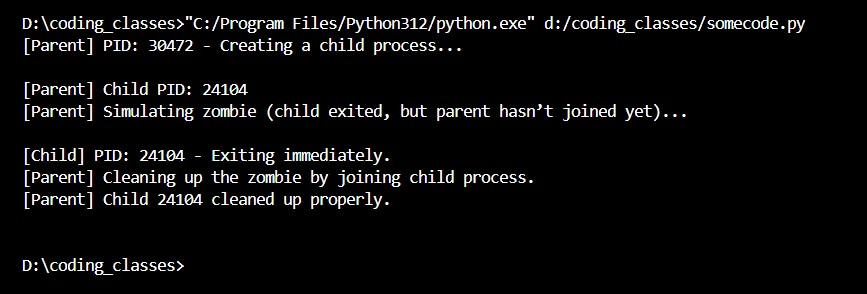 D:\coding_classes>"C:/Program Files/Python312/python.exe" d:/coding_classes/somecode.py
[Parent] PID: 30472 - Creating a child process...
[Parent] Child PID: 24104
[Parent] Simulating zombie (child exited, but parent hasn’t joined yet)...
[Child] PID: 24104 - Exiting immediately.
[Parent] Cleaning up the zombie by joining child process.
[Parent] Child 24104 cleaned up properly.
D:\coding_classes>